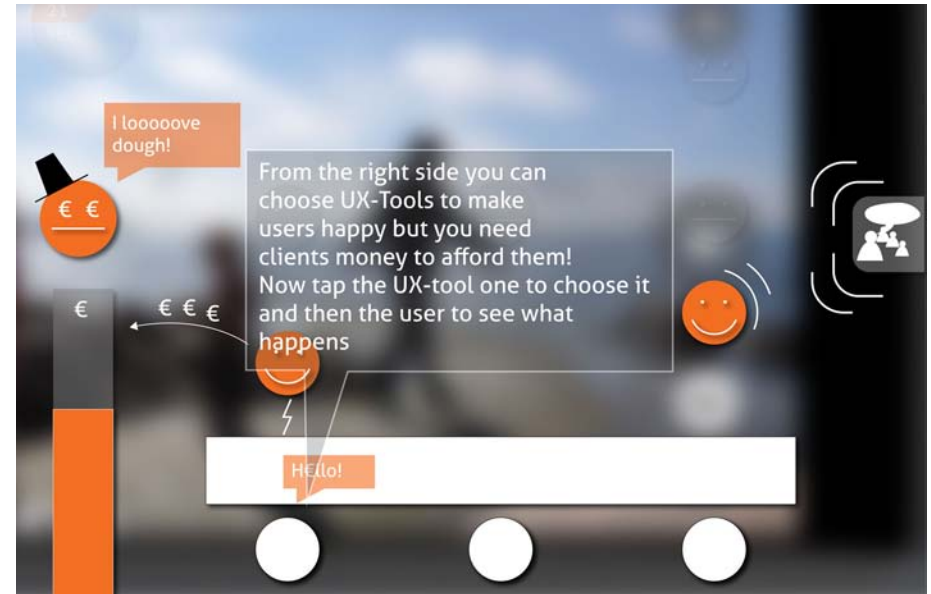 21
I looooove
dough!
From the right side you can
choose UX-Tools to make
users happy but you need
clients money to afford them!
Now tap the UX-tool one to choose it
and then the user to see what
happens
€ €
€
€ € €
H€llo!